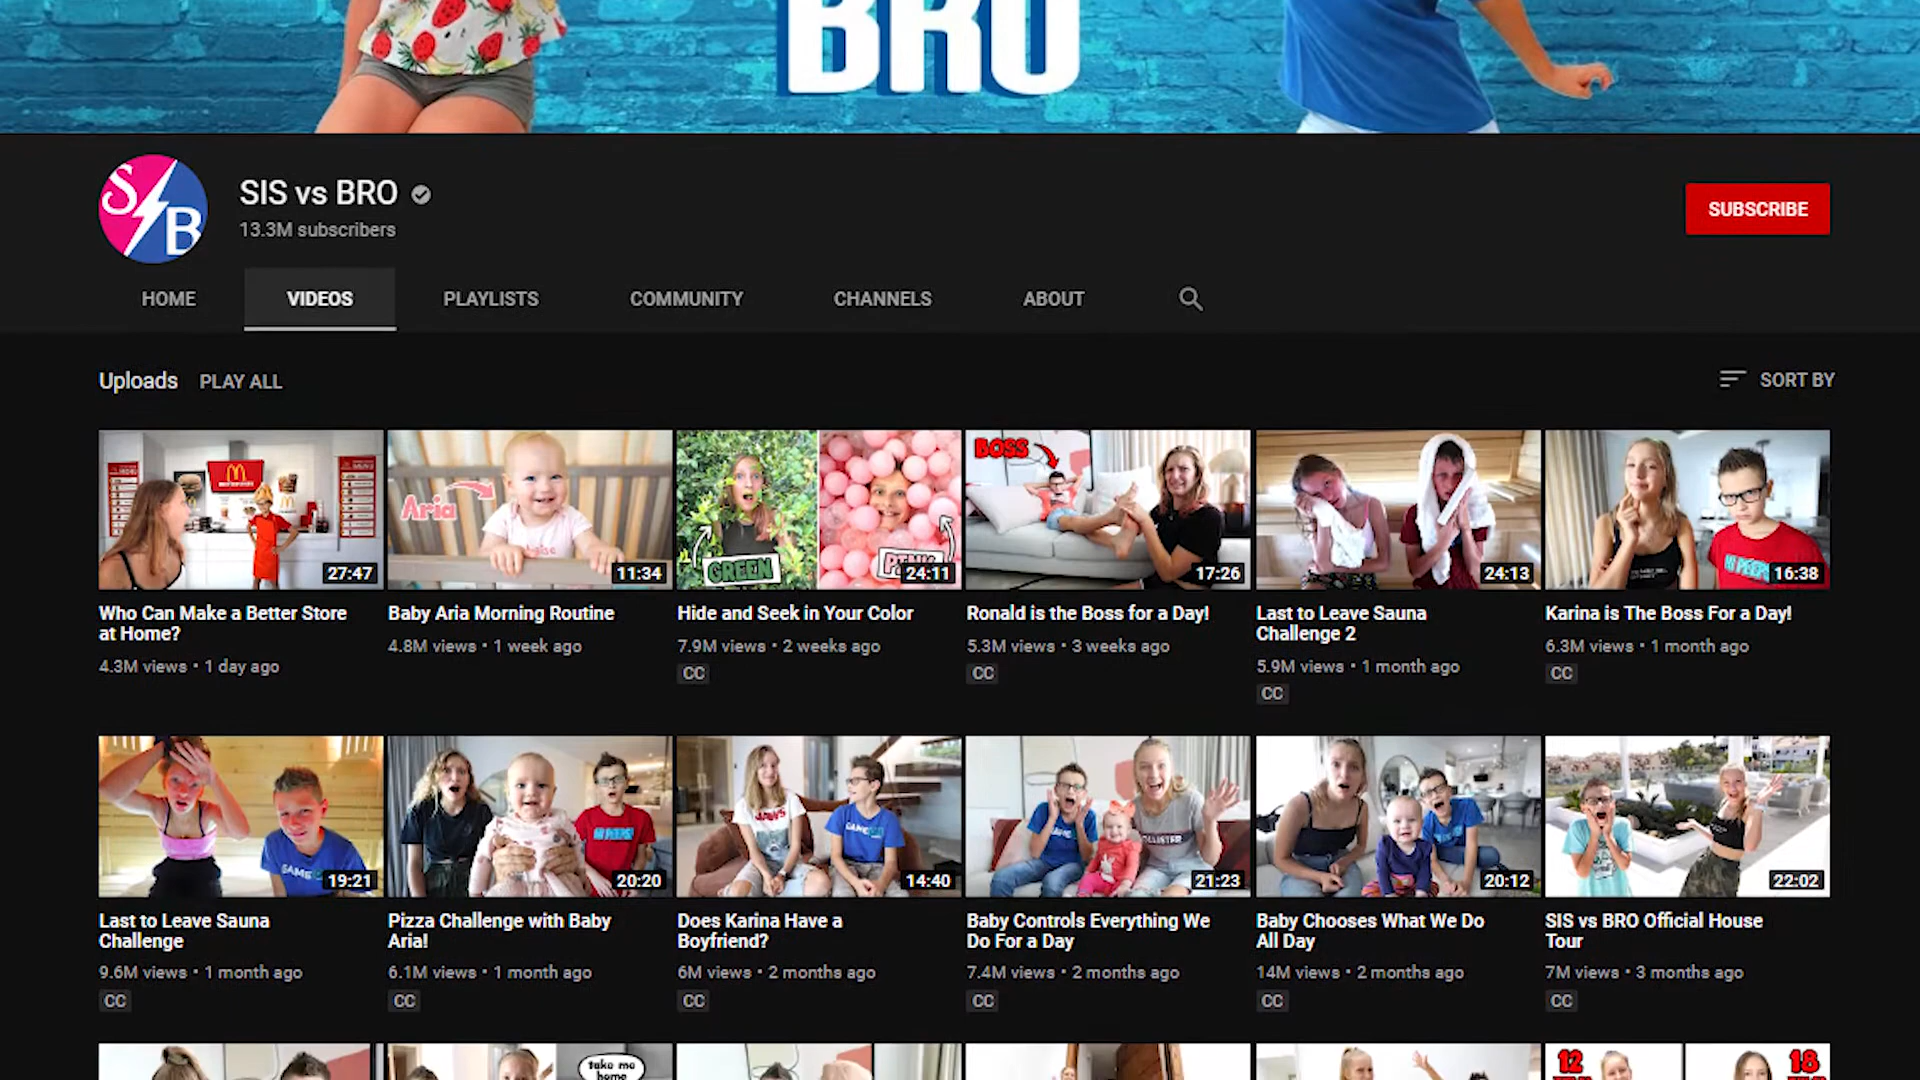 BRO
S
B
SIS vs BRO
13.3M subscribers
SUBSCRIBE
HOME
VIDEOS
PLAYLISTS
COMMUNITY
CHANNELS
ABOUT
Uploads
PLAY ALL
SORT BY
27:47
Aria
11:34
GREEN
PINK
24:11
BOSS
17:26
24:13
HI PEEPS
16:38
Who Can Make a Better Store
at Home?
4.3M views • 1 day ago
Baby Aria Morning Routine
4.8M views • 1 week ago
Hide and Seek in Your Color
7.9M views • 2 weeks ago
CC
Ronald is the Boss for a Day!
5.3M views • 3 weeks ago
CC
Last to Leave Sauna
Challenge 2
5.9M views • 1 month ago
CC
Karina is The Boss For a Day!
6.3M views • 1 month ago
CC
19:21
HI PEEPS!
20:20
JAWS
14:40
21:23
20:12
22:02
Last to Leave Sauna
Challenge
9.6M views • 1 month ago
CC
Pizza Challenge with Baby
Aria!
6.1M views • 1 month ago
CC
Does Karina Have a
Boyfriend?
6M views • 2 months ago
CC
Baby Controls Everything We
Do For a Day
7.4M views • 2 months ago
CC
Baby Chooses What We Do
All Day
14M views • 2 months ago
CC
SIS vs BRO Official House
Tour
7M views • 3 months ago
CC
take me
home
12
18